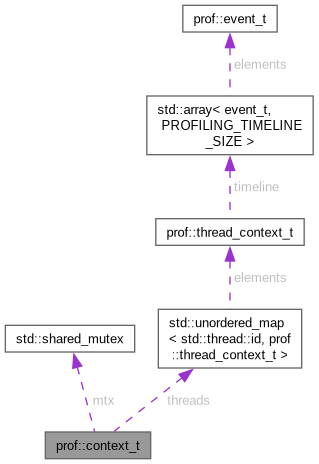 prof::event_t
elements
std::array< event_t,
PROFILING_TIMELINE
_SIZE >
timeline
prof::thread_context_t
elements
std::unordered_map
< std::thread::id, prof
::thread_context_t >
std::shared_mutex
mtx
threads
prof::context_t